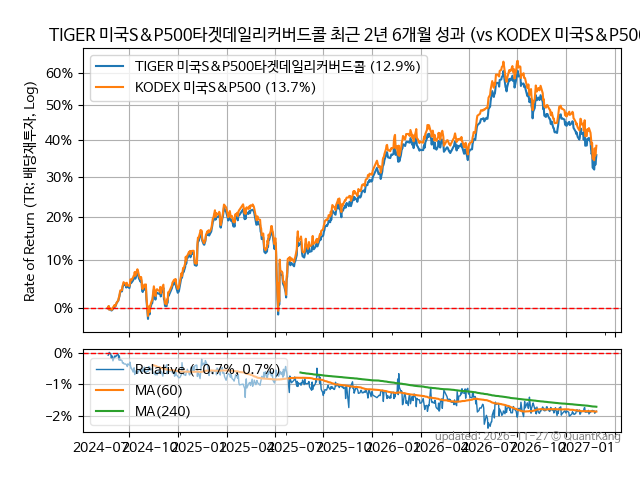 TIGER 미국S&P500타겟데일리커버드콜 최근 2년 6개월 성과 (vs KODEX 미국S&P500
Rate of Return (TR: 배당재투자, Log)
60%
50%
40%
30%
20%
10%
0%
TIGER 미국S&P500타겟데일리커버드콜 (12.9%)
KODEX 미국S&P500 (13.7%)
0%
−1%
−2%
Relative (−0.7%, 0.7%)
MA(60)
MA(240)
updated: 2026-11-27 © QuantKang
2024−07 2024−10 2025−01 2025−04 2025−07 2025−10 2026−01 2026−04 2026−07 2026−10 2027−01